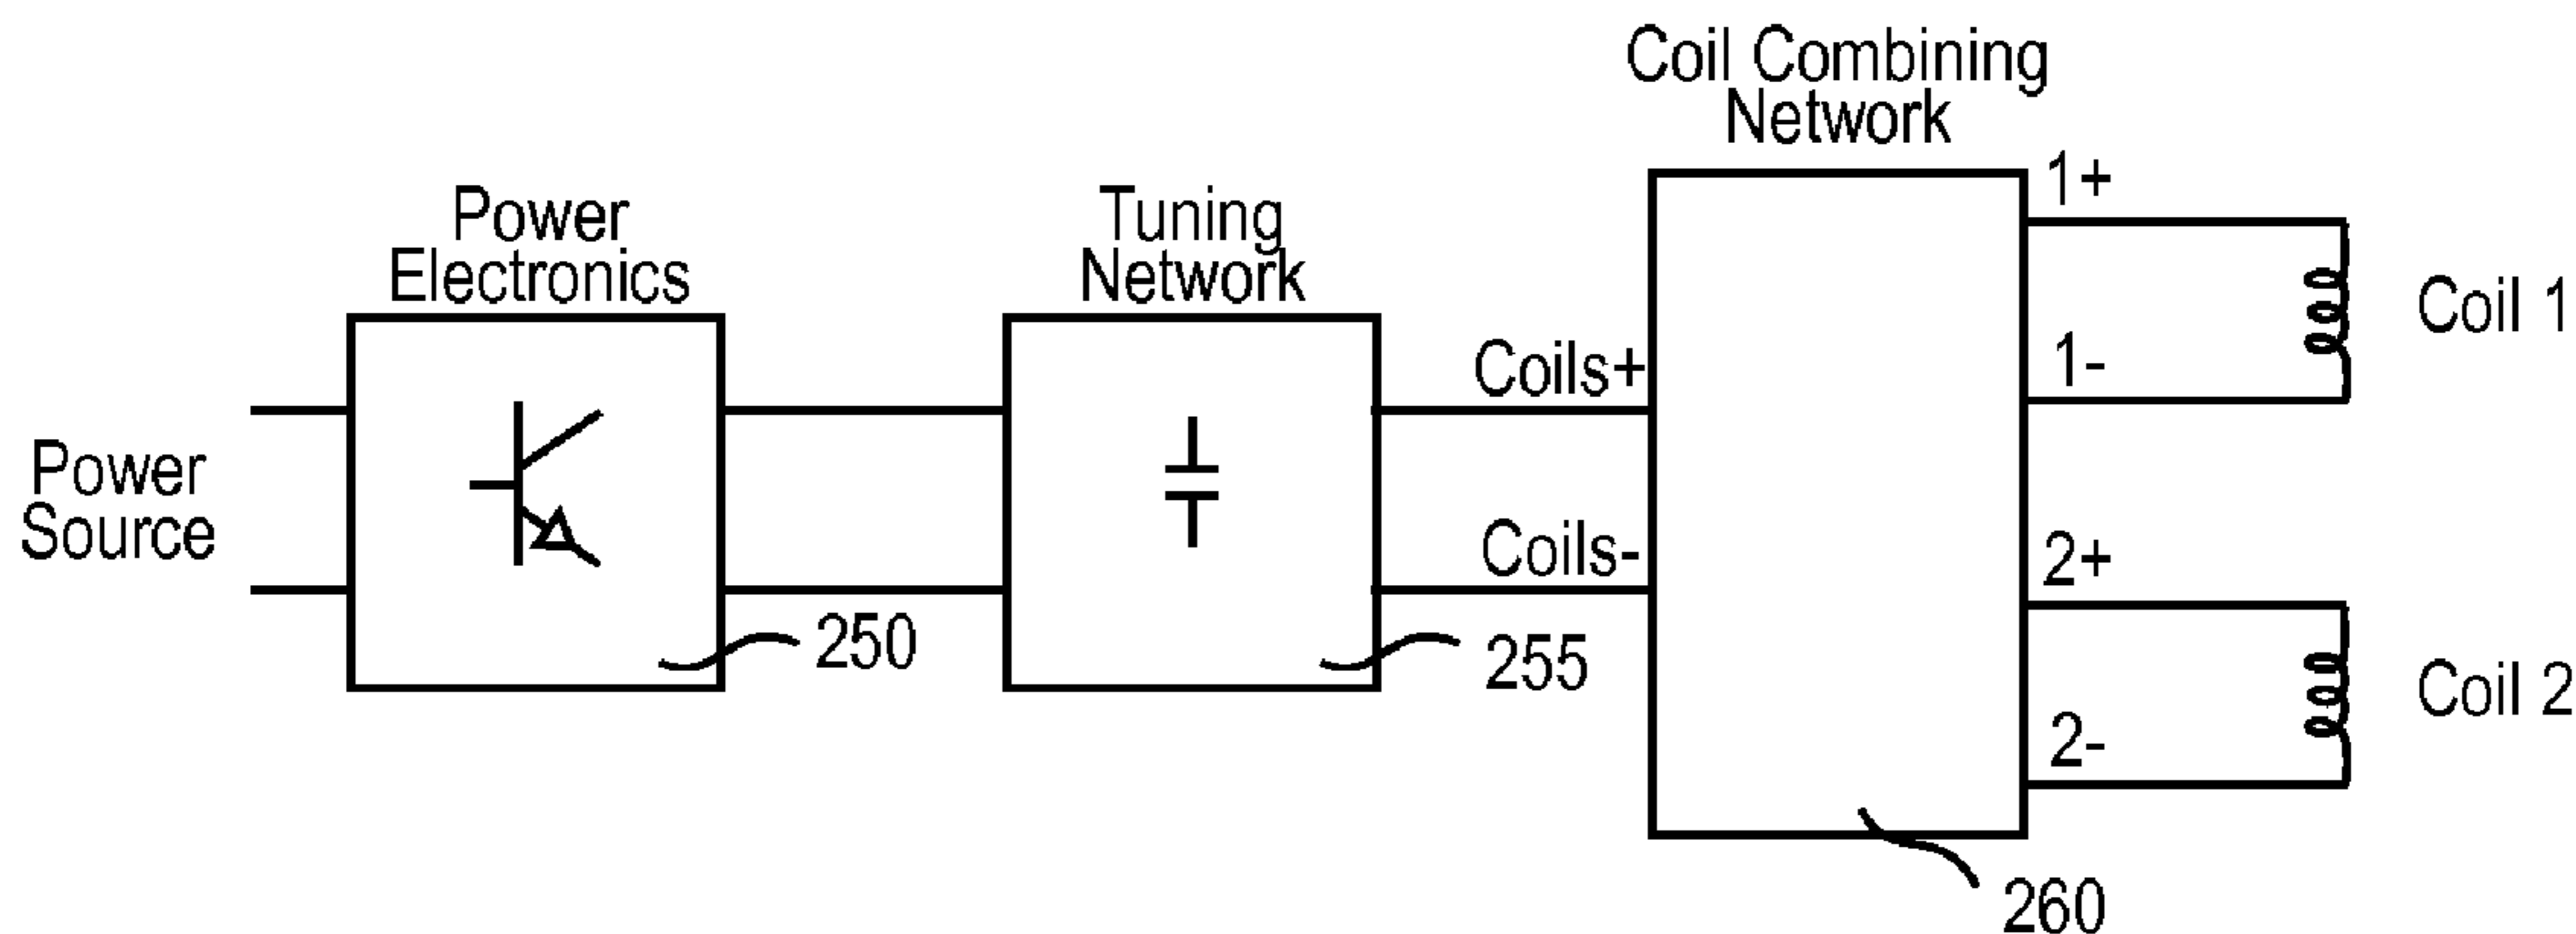 Power
Source
Power
Electronics
250
Tuning
Network
255
Coils+
Coils-
Coil Combining
Network
260
1+
1-
2+
2-
Coil 1
Coil 2